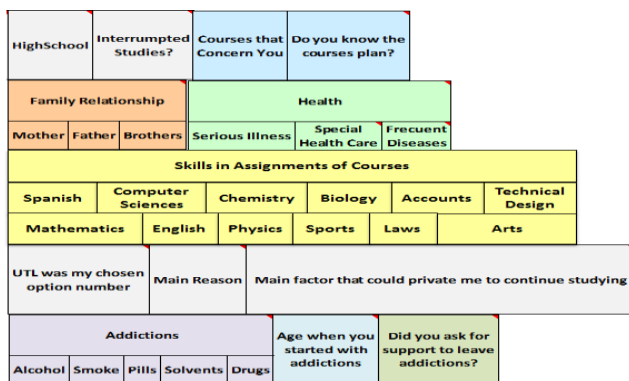 HighSchool
Interrupted
Studies?
Courses that
Concern You
Do you know the
courses plan?
Family Relationship
Health
Mother Father Brothers
Serious Illness
Special
Health Care
Frecuent
Diseases
Skills in Assignments of Courses
Spanish
Computer
Sciences
Chemistry
Biology
Accounts
Technical
Design
Mathematics English Physics Sports Laws Arts
UTL was my chosen
option number
Main Reason
Main factor that could private me to continue studying
Addictions
Alcohol Smoke Pills Solvents Drugs
Age when you
started with
addictions
Did you ask for
support to leave
addictions?